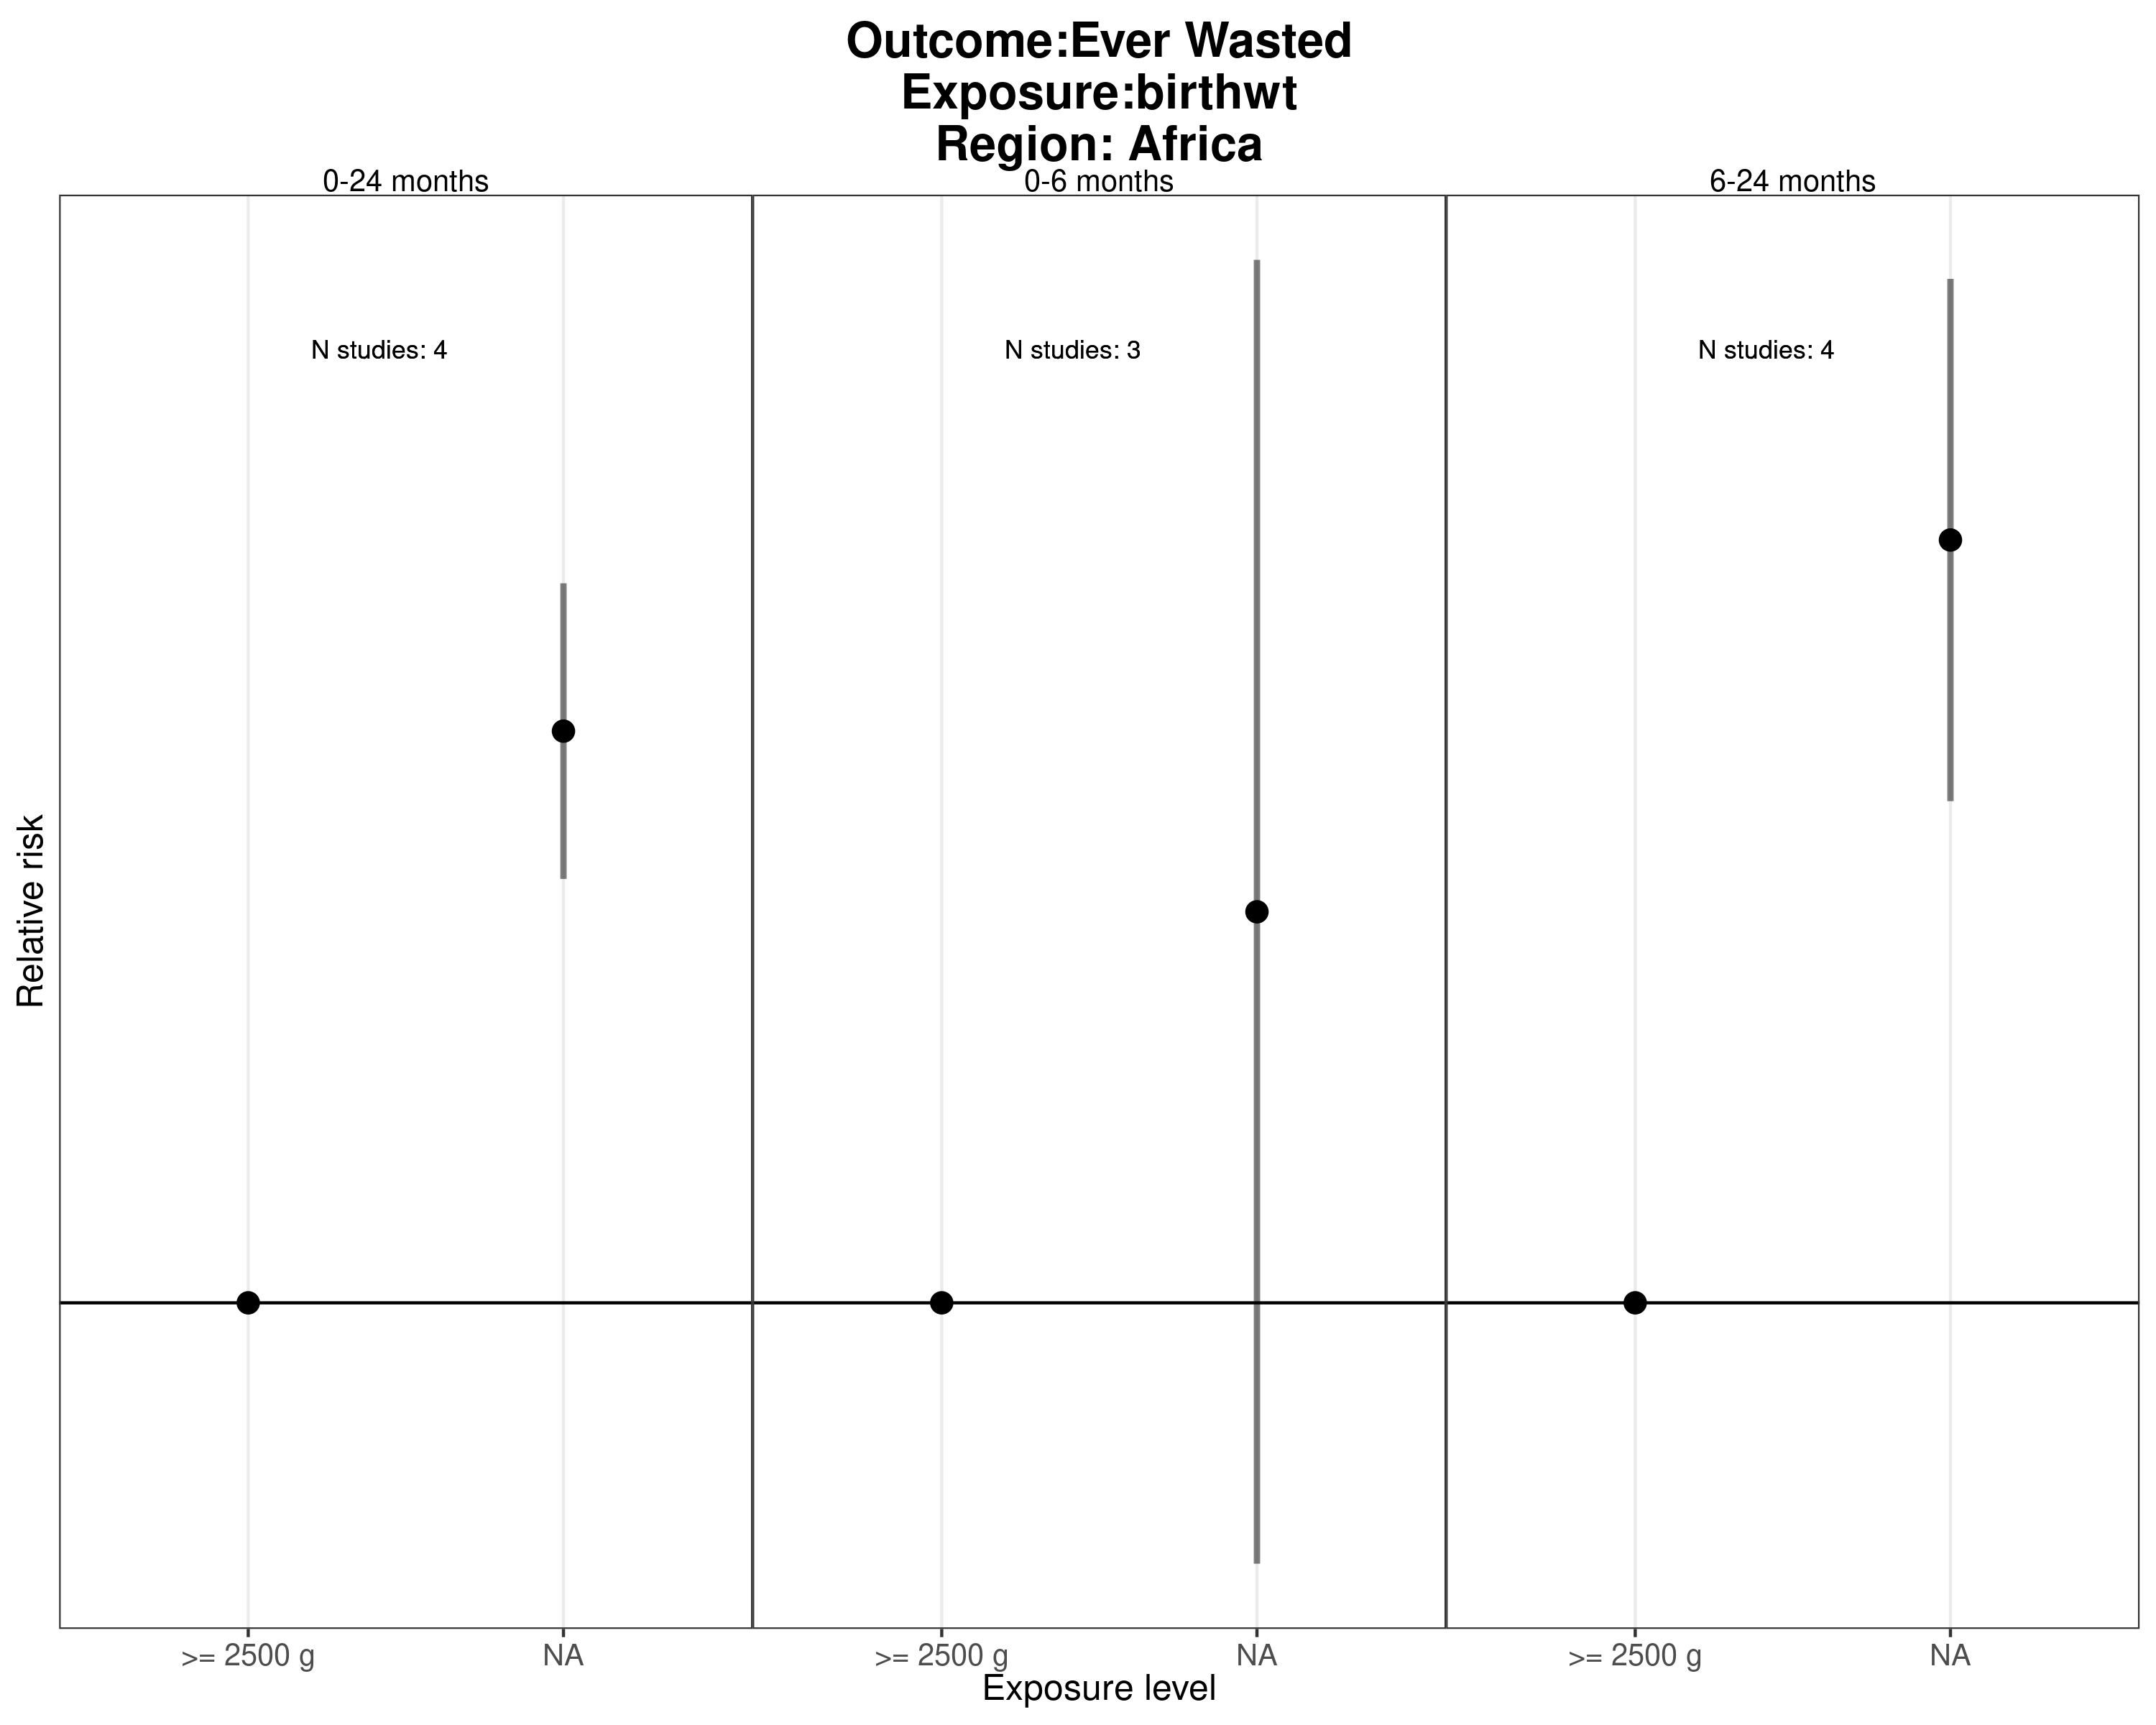 Outcome:Ever Wasted
Exposure:birthwt
Region: Africa
0-24 months
0-6 months
6-24 months
N studies: 4
N studies: 3
N studies: 4
Relative risk
>= 2500 g
NA
>= 2500 g
NA
>= 2500 g
NA
Exposure level